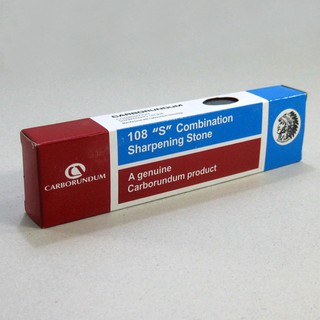 CARBORUNDUM
108 "S" Combination
Sharpening Stone
A genuine
Carborundum product
CARBORUNDUM